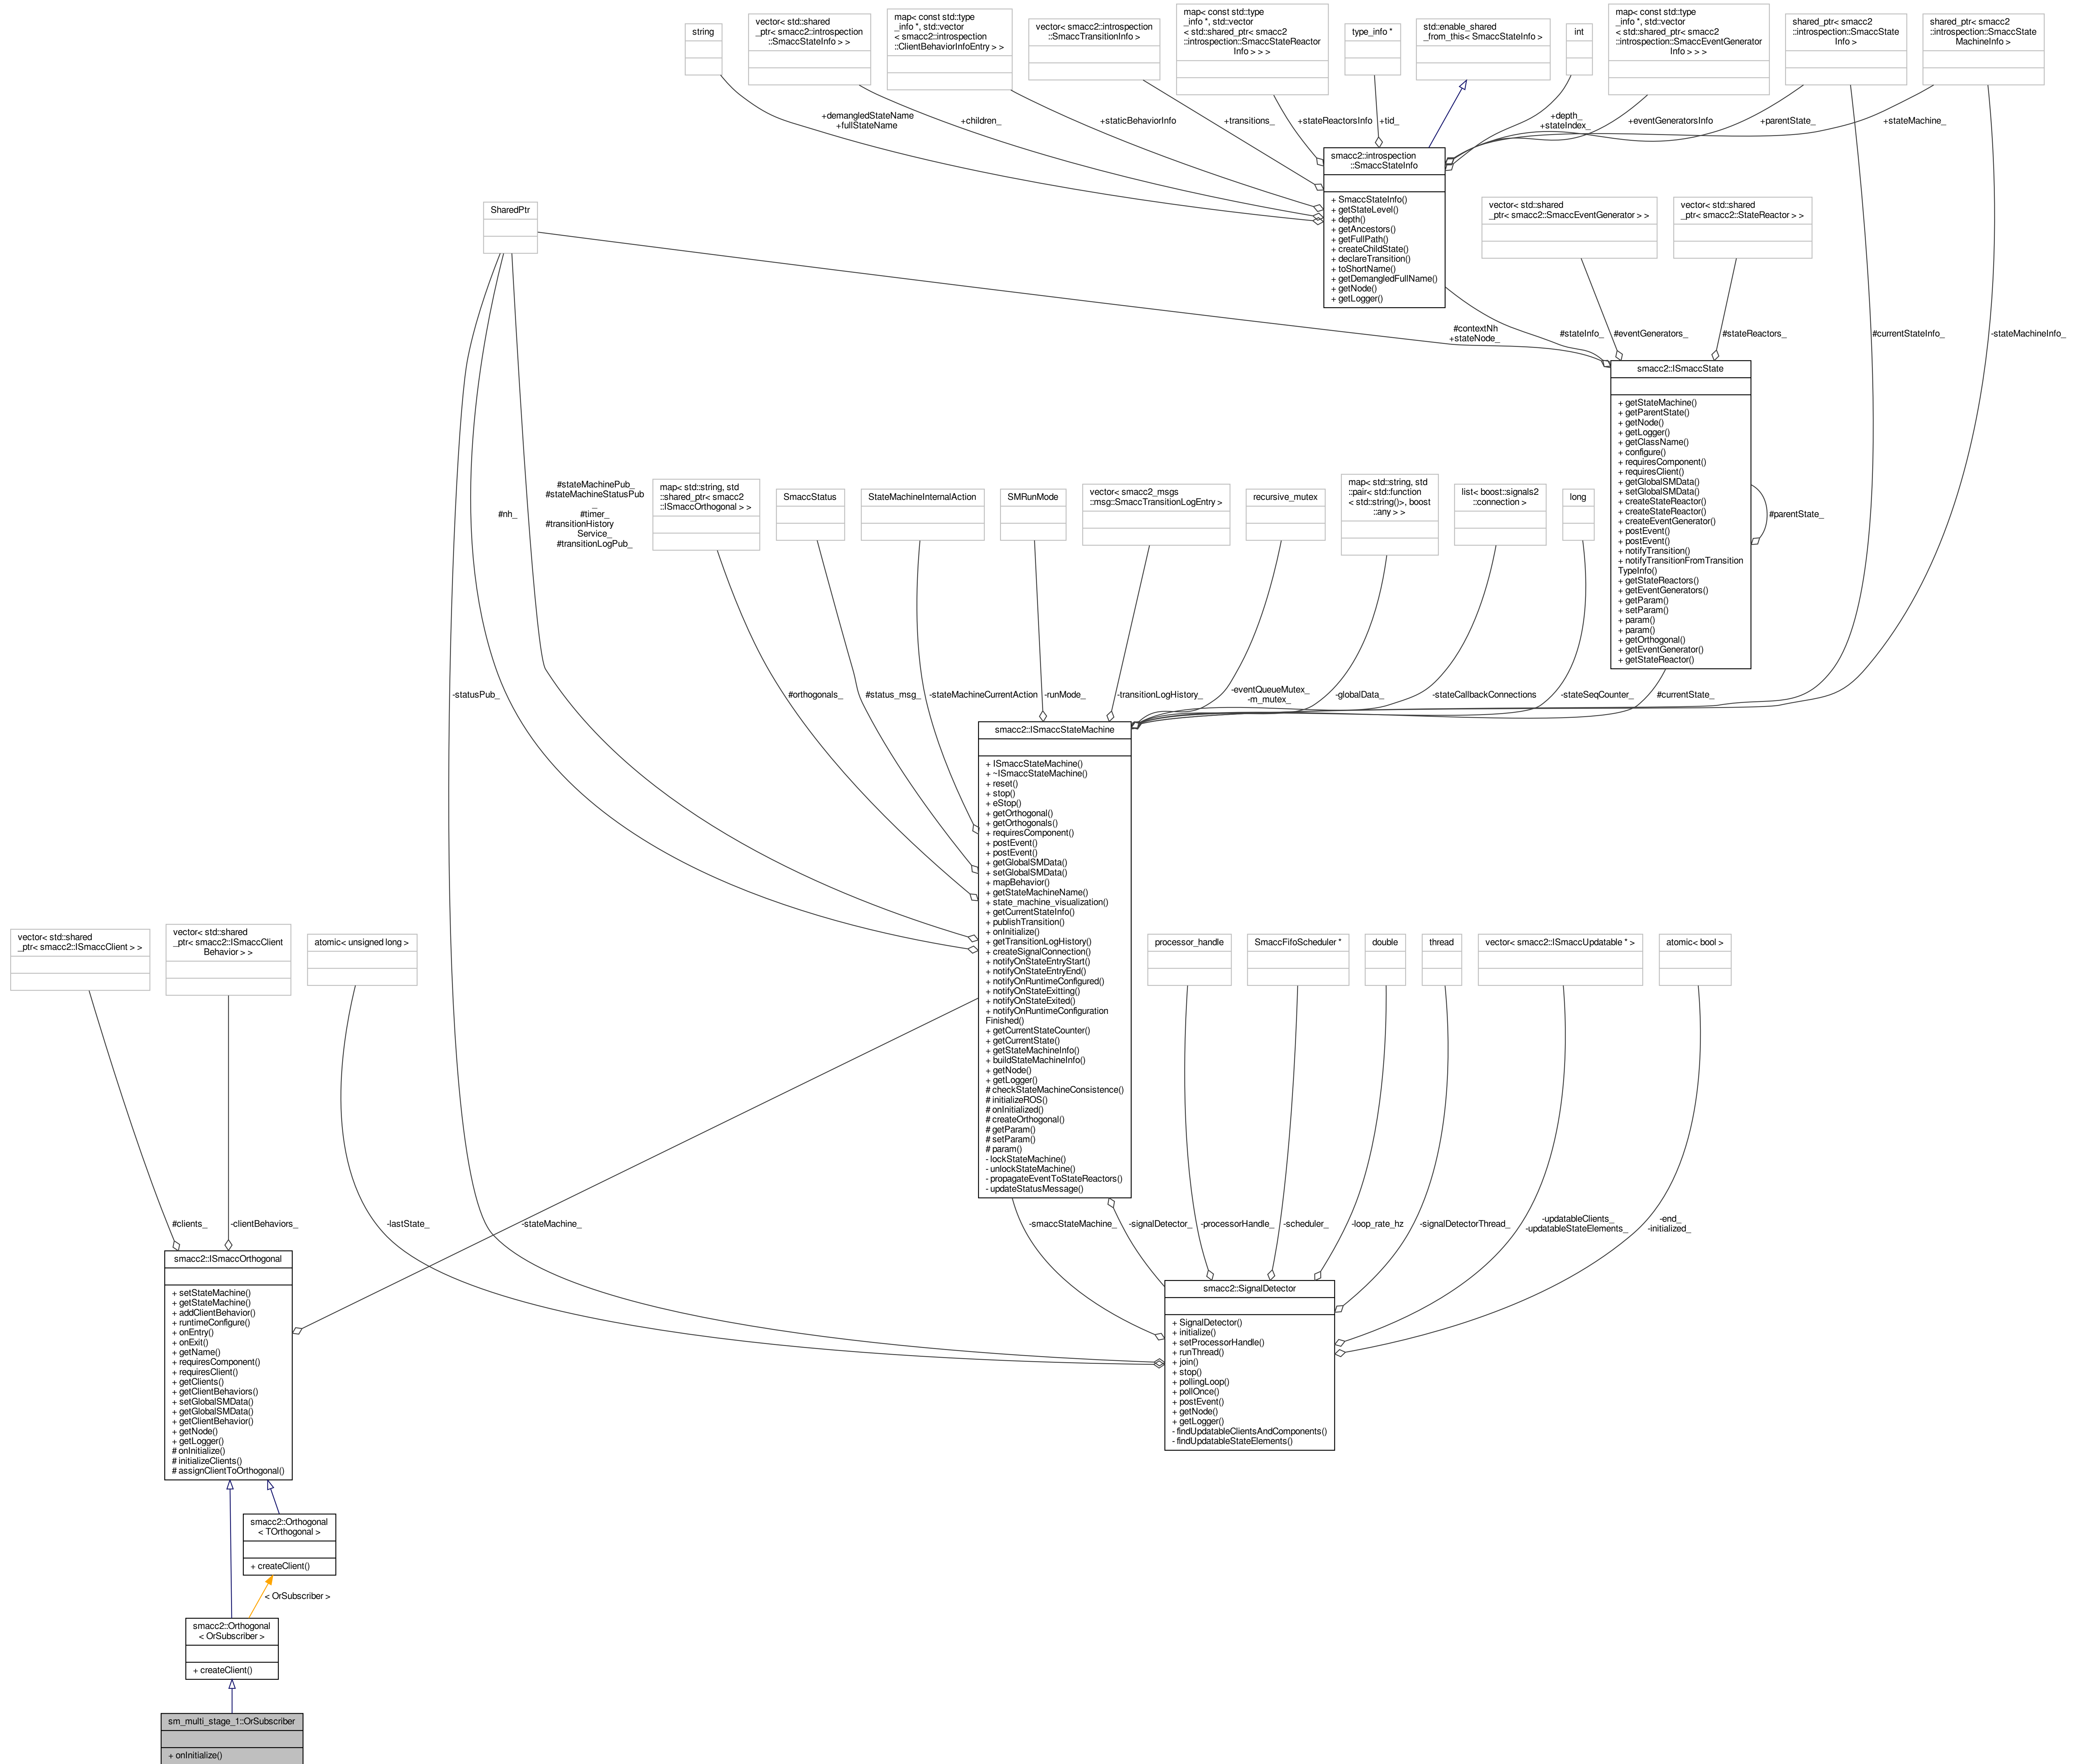 string
vector< std::shared
_ptr< smacc2::introspection
::SmaccStateInfo > >
map< const std::type
_info *, std::vector
< smacc2::introspection
::ClientBehaviorInfoEntry > >
vector< smacc2::introspection
::SmaccTransitionInfo >
map< const std::type
_info *, std::vector
< std::shared_ptr< smacc2
::introspection::SmaccStateReactor
Info > > >
type_info *
std::enable_shared
_from_this< SmaccStateInfo >
int
map< const std::type
_info *, std::vector
< std::shared_ptr< smacc2
::introspection::SmaccEventGenerator
Info > > >
shared_ptr< smacc2
::introspection::SmaccState
Info >
shared_ptr< smacc2
::introspection::SmaccState
MachineInfo >
+demangledStateName
+fullStateName
+children_
+staticBehaviorInfo
+transitions_
+stateReactorsInfo
+tid_
+depth_
+stateIndex_
+eventGeneratorsInfo
+parentState_
+stateMachine_
smacc2::introspection
::SmaccStateInfo
+ SmaccStateInfo()
+ getStateLevel()
+ depth()
+ getAncestors()
+ getFullPath()
+ createChildState()
+ declareTransition()
+ toShortName()
+ getDemangledFullName()
+ getNode()
+ getLogger()
SharedPtr
vector< std::shared
_ptr< smacc2::SmaccEventGenerator > >
vector< std::shared
_ptr< smacc2::StateReactor > >
#contextNh
+stateNode_
#stateInfo_
#eventGenerators_
#stateReactors_
#currentStateInfo_
-stateMachineInfo_
smacc2::ISmaccState
+ getStateMachine()
+ getParentState()
+ getNode()
+ getLogger()
+ getClassName()
+ configure()
+ requiresComponent()
+ requiresClient()
+ getGlobalSMData()
+ setGlobalSMData()
+ createStateReactor()
+ createStateReactor()
+ createEventGenerator()
+ postEvent()
+ postEvent()
+ notifyTransition()
+ notifyTransitionFromTransition
TypeInfo()
+ getStateReactors()
+ getEventGenerators()
+ getParam()
+ setParam()
+ param()
+ param()
+ getOrthogonal()
+ getEventGenerator()
+ getStateReactor()
#parentState_
#nh_
#stateMachinePub_
#stateMachineStatusPub
_
#timer_
#transitionHistory
Service_
#transitionLogPub_
map< std::string, std
::shared_ptr< smacc2
::ISmaccOrthogonal > >
SmaccStatus
StateMachineInternalAction
SMRunMode
vector< smacc2_msgs
::msg::SmaccTransitionLogEntry >
recursive_mutex
map< std::string, std
::pair< std::function
< std::string()>, boost
::any > >
list< boost::signals2
::connection >
long
-statusPub_
#orthogonals_
#status_msg_
-stateMachineCurrentAction
-runMode_
-transitionLogHistory_
-eventQueueMutex_
-m_mutex_
-globalData_
-stateCallbackConnections
-stateSeqCounter_
#currentState_
smacc2::ISmaccStateMachine
+ ISmaccStateMachine()
+ ~ISmaccStateMachine()
+ reset()
+ stop()
+ eStop()
+ getOrthogonal()
+ getOrthogonals()
+ requiresComponent()
+ postEvent()
+ postEvent()
+ getGlobalSMData()
+ setGlobalSMData()
+ mapBehavior()
+ getStateMachineName()
+ state_machine_visualization()
+ getCurrentStateInfo()
+ publishTransition()
+ onInitialize()
+ getTransitionLogHistory()
+ createSignalConnection()
+ notifyOnStateEntryStart()
+ notifyOnStateEntryEnd()
+ notifyOnRuntimeConfigured()
+ notifyOnStateExitting()
+ notifyOnStateExited()
+ notifyOnRuntimeConfiguration
Finished()
+ getCurrentStateCounter()
+ getCurrentState()
+ getStateMachineInfo()
+ buildStateMachineInfo()
+ getNode()
+ getLogger()
# checkStateMachineConsistence()
# initializeROS()
# onInitialized()
# createOrthogonal()
# getParam()
# setParam()
# param()
- lockStateMachine()
- unlockStateMachine()
- propagateEventToStateReactors()
- updateStatusMessage()
vector< std::shared
_ptr< smacc2::ISmaccClient > >
vector< std::shared
_ptr< smacc2::ISmaccClient
Behavior > >
atomic< unsigned long >
processor_handle
SmaccFifoScheduler *
double
thread
vector< smacc2::ISmaccUpdatable * >
atomic< bool >
#clients_
-clientBehaviors_
-lastState_
-stateMachine_
-smaccStateMachine_
-signalDetector_
-processorHandle_
-scheduler_
-loop_rate_hz
-signalDetectorThread_
-updatableClients_
-updatableStateElements_
-end_
-initialized_
smacc2::ISmaccOrthogonal
+ setStateMachine()
+ getStateMachine()
+ addClientBehavior()
+ runtimeConfigure()
+ onEntry()
+ onExit()
+ getName()
+ requiresComponent()
+ requiresClient()
+ getClients()
+ getClientBehaviors()
+ setGlobalSMData()
+ getGlobalSMData()
+ getClientBehavior()
+ getNode()
+ getLogger()
# onInitialize()
# initializeClients()
# assignClientToOrthogonal()
smacc2::SignalDetector
+ SignalDetector()
+ initialize()
+ setProcessorHandle()
+ runThread()
+ join()
+ stop()
+ pollingLoop()
+ pollOnce()
+ postEvent()
+ getNode()
+ getLogger()
- findUpdatableClientsAndComponents()
- findUpdatableStateElements()
smacc2::Orthogonal
< TOrthogonal >
+ createClient()
< OrSubscriber >
smacc2::Orthogonal
< OrSubscriber >
+ createClient()
sm_multi_stage_1::OrSubscriber
+ onInitialize()